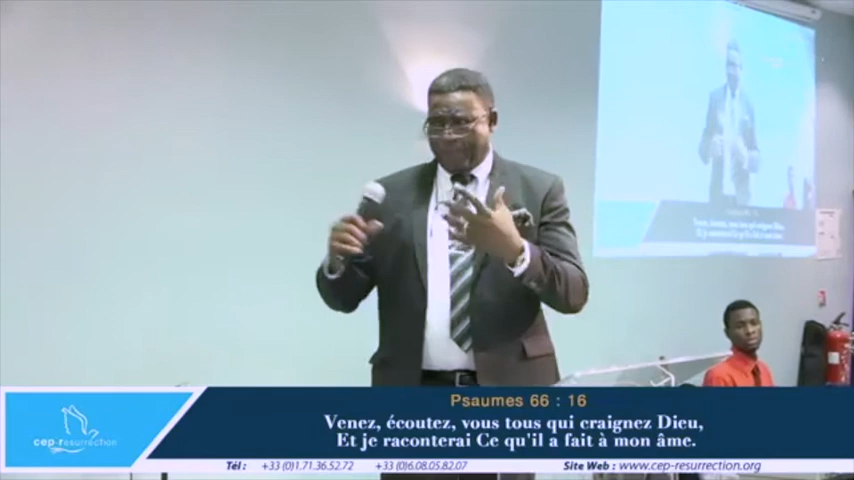 Psaumes 66 : 16
Venez, écoutez, vous tous qui craignez Dieu,
Et je raconterai Ce qu'il a fait à mon âme.
cep-résurrection
Tél : +33 (0)1.71.36.52.72 +33 (0)6.08.05.82.07 Site Web : www.cep-resurrection.org